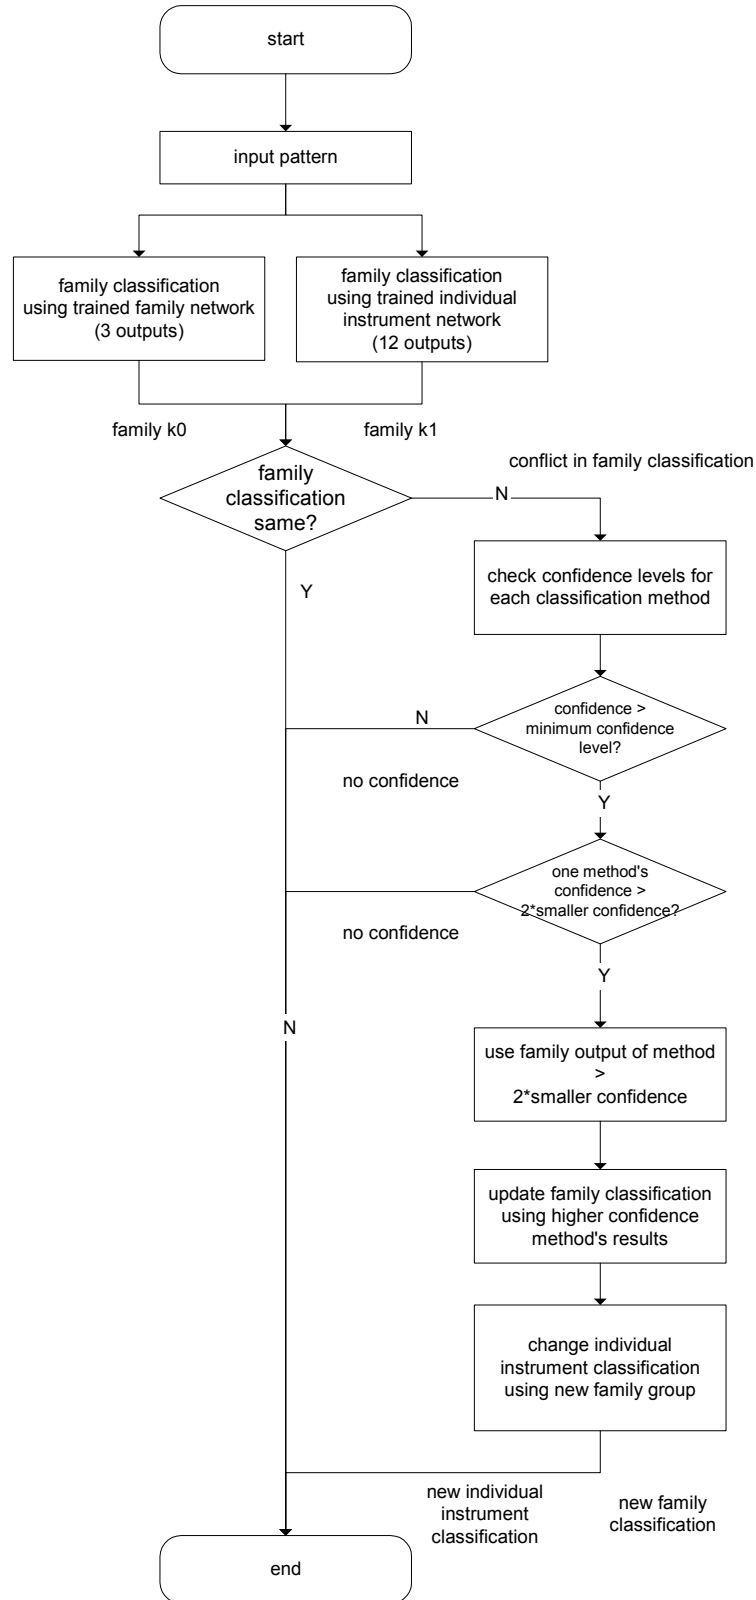 start
input pattern
family classification
using trained family network
(3 outputs)
family classification
using trained individual
instrument network
(12 outputs)
family k0
family k1
conflict in family classification
family
classification
same?
N
Y
check confidence levels for
each classification method
confidence >
minimum confidence
level?
N
no confidence
Y
one method's
confidence >
2*smaller confidence?
no confidence
Y
N
use family output of method
>
2*smaller confidence
update family classification
using higher confidence
method's results
change individual
instrument classification
using new family group
new individual
instrument
classification
new family
classification
end